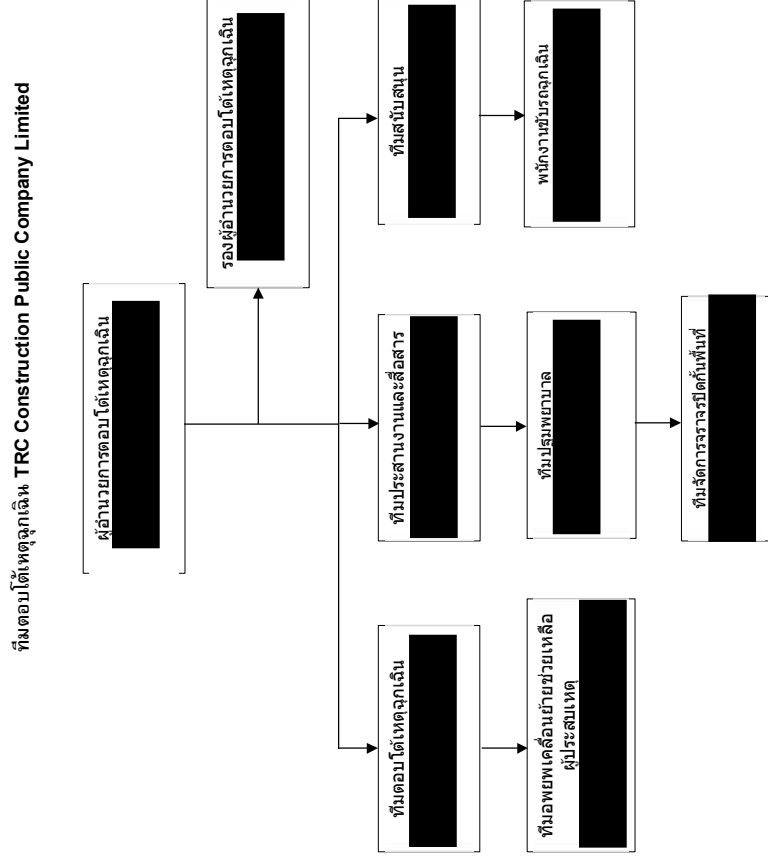 ทีมตอบโต้เหตุฉุกเฉิน TRC Construction Public Company Limited
ผู้อำนวยการตอบโต้เหตุฉุกเฉิน
รองผู้อำนวยการตอบโต้เหตุฉุกเฉิน
ทีมตอบโต้เหตุฉุกเฉิน
ทีมประสานงานและสื่อสาร
ทีมสนับสนุน
ทีมอพยพเคลื่อนย้ายช่วยเหลือ
ผู้ประสบเหตุ
ทีมปฐมพยาบาล
พนักงานขับรถฉุกเฉิน
ทีมจัดการจราจรปิดกั้นพื้นที่